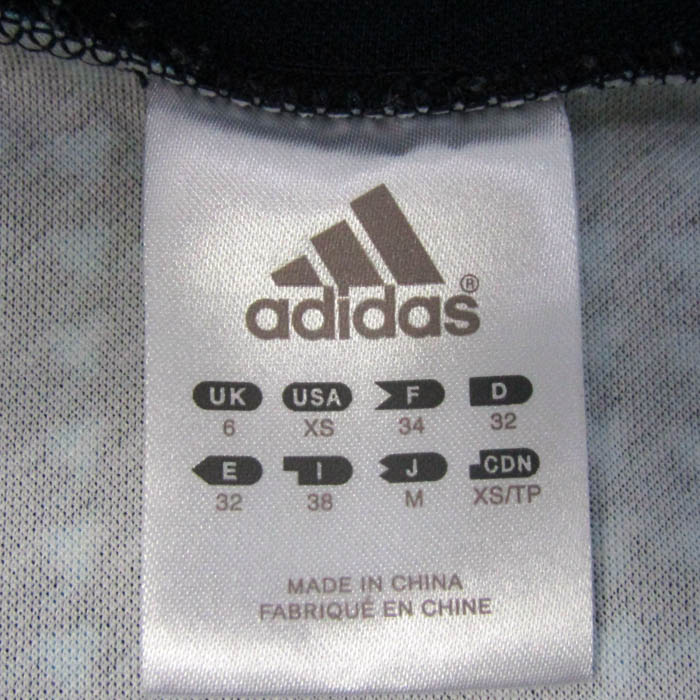 adidas®
UK USA F D
6 XS 34 32
E I J CDN
32 38 M XS/TP
MADE IN CHINA
FABRIQUÉ EN CHINE